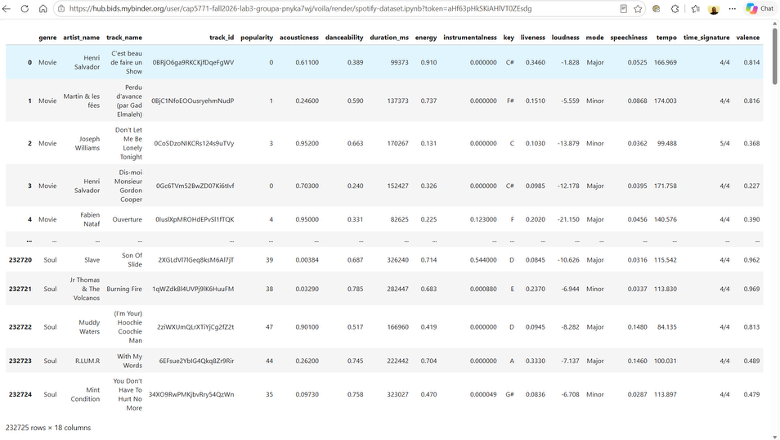 https://hub.bids.mybinder.org/user/cap5771-fall2026-lab3-groupa-pnyka7wj/voila/render/spotify-dataset.ipynb?token=aHf63pHkSKiAHlVT0ZEsdg
Chat
genre artist_name track_name track_id popularity acousticness danceability duration_ms energy instrumentalness key liveness loudness mode speechiness tempo time_signature valence
0 Movie Henri Salvador C'est beau de faire un Show 0BRjO6ga9RKCKjfDqeFgWV 0 0.61100 0.389 99373 0.910 0.000000 C# 0.3460 -1.828 Major 0.0525 166.969 4/4 0.814
1 Movie Martin & les fées Perdu d'avance (par Gad Elmaleh) 0BjC1NfoEOOusryehmNudP 1 0.24600 0.590 137373 0.737 0.000000 F# 0.1510 -5.559 Minor 0.0868 174.003 4/4 0.816
2 Movie Joseph Williams Don't Let Me Be Lonely Tonight 0CoSDzoNIKCRs124s9uTVy 3 0.95200 0.663 170267 0.131 0.000000 C 0.1030 -13.879 Minor 0.0362 99.488 5/4 0.368
3 Movie Henri Salvador Dis-moi Monsieur Gordon Cooper 0Gc6TVm52BwZD07Ki6tIvf 0 0.70300 0.240 152427 0.326 0.000000 C# 0.0985 -12.178 Major 0.0395 171.758 4/4 0.227
4 Movie Fabien Nataf Ouverture 0IuslXpMROHdEPvSl1fTQK 4 0.95000 0.331 82625 0.225 0.123000 F 0.2020 -21.150 Major 0.0456 140.576 4/4 0.390
... ... ... ... ... ... ... ... ... ... ... ... ... ... ... ... ... ... ...
232720 Soul Slave Son Of Slide 2XGLdVl7lGeq8ksM6Al7jT 39 0.00384 0.687 326240 0.714 0.544000 D 0.0845 -10.626 Major 0.0316 115.542 4/4 0.962
232721 Soul Jr Thomas & The Volcanos Burning Fire 1qWZdkBl4UVPj9lK6HuuFM 38 0.03290 0.785 282447 0.683 0.000880 E 0.2370 -6.944 Minor 0.0337 113.830 4/4 0.969
232722 Soul Muddy Waters (I'm Your) Hoochie Coochie Man 2ziWXUmQLrXTiYjCg2fZ2t 47 0.90100 0.517 166960 0.419 0.000000 D 0.0945 -8.282 Major 0.1480 84.135 4/4 0.813
232723 Soul R.LUM.R With My Words 6EFsue2YbIG4Qkq8Zr9Rir 44 0.26200 0.745 222442 0.704 0.000000 A 0.3330 -7.137 Major 0.1460 100.031 4/4 0.489
232724 Soul Mint Condition You Don't Have To Hurt No More 34XO9RwPMKjbvRry54QzWn 35 0.09730 0.758 323027 0.470 0.000049 G# 0.0836 -6.708 Minor 0.0287 113.897 4/4 0.479
232725 rows × 18 columns